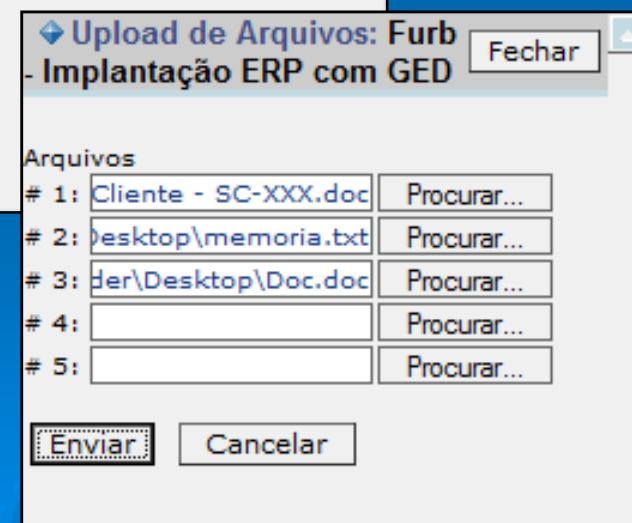 Upload de Arquivos: Furb
- Implantação ERP com GED
Fechar
Arquivos
# 1: Cliente - SC-XXX.doc Procurar...
# 2: Desktop\memoria.txt Procurar...
# 3: der\Desktop\Doc.doc Procurar...
# 4: Procurar...
# 5: Procurar...
Enviar Cancelar